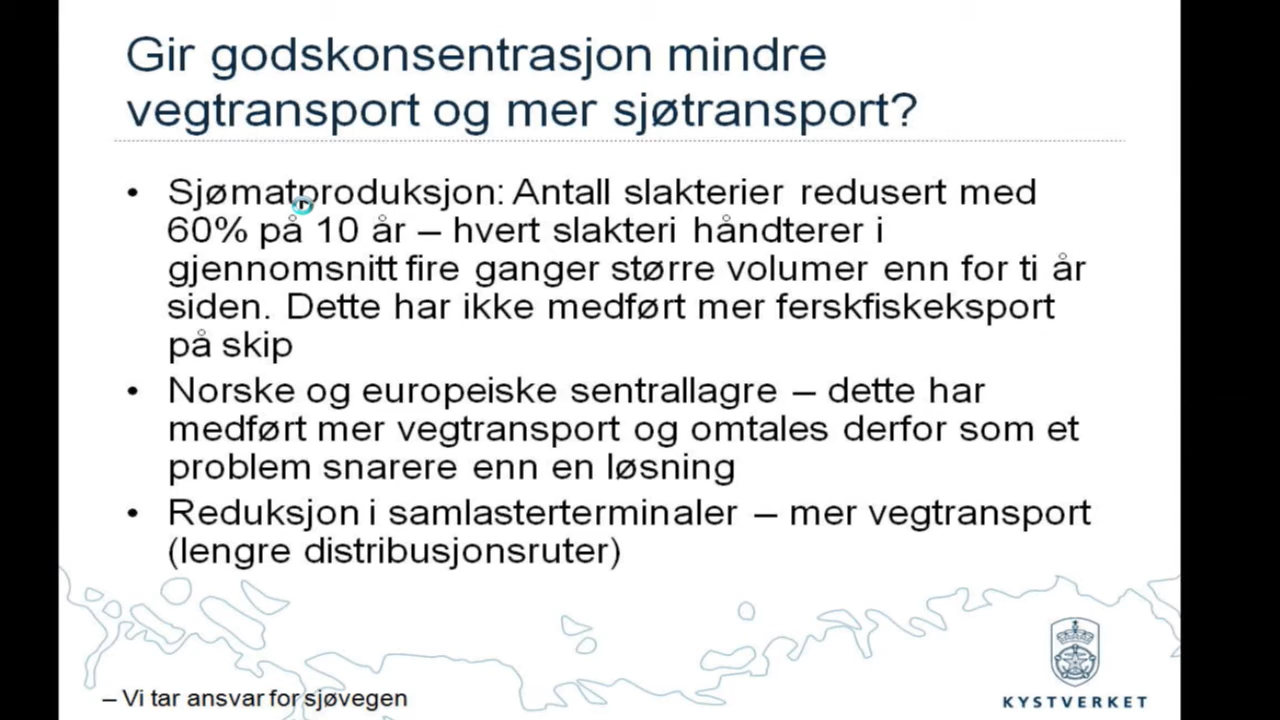 Gir godskonsentrasjon mindre
vegtransport og mer sjøtransport?
• Sjømatproduksjon: Antall slakterier redusert med
60% på 10 år – hvert slakteri håndterer i
gjennomsnitt fire ganger større volumer enn for ti år
siden. Dette har ikke medført mer ferskfiskeksport
på skip
• Norske og europeiske sentrallagre – dette har
medført mer vegtransport og omtales derfor som et
problem snarere enn en løsning
• Reduksjon i samlasterterminaler – mer vegtransport
(lengre distribusjonsruter)
– Vi tar ansvar for sjøvegen
KYSTVERKET